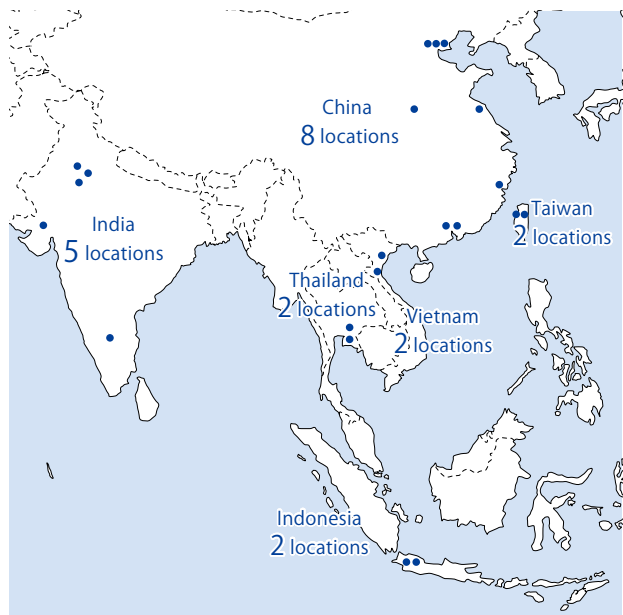 China
8 locations
India
5 locations
Taiwan
2 locations
Thailand
2 locations
Vietnam
2 locations
Indonesia
2 locations